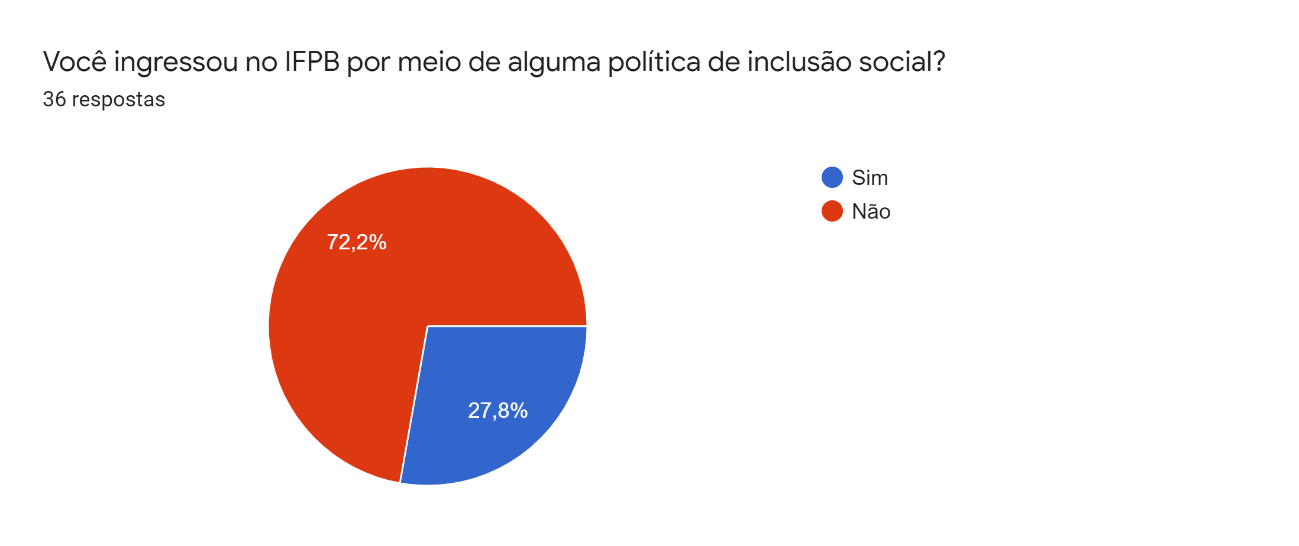 Você ingressou no IFPB por meio de alguma política de inclusão social?
36 respostas
Sim
Não
72,2%
27,8%